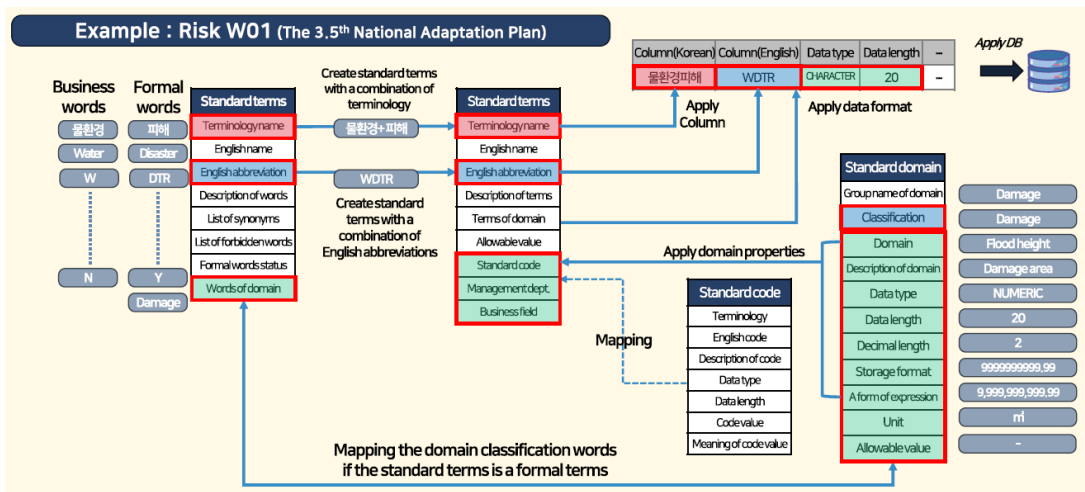 Example : Risk W01 (The 3.5th National Adaptation Plan)
Column(Korean) Column(English) Data type Data length –
물환경피해 WDTR CHARACTER 20 –
Apply DB
Apply
Column
Apply data format
Business
words
물환경
Water
W
N
Formal
words
피해
Disaster
DTR
Y
Damage
Standard terms
Terminology name
English name
English abbreviation
Description of words
List of synonyms
List of forbidden words
Formal words status
Words of domain
Create standard terms
with a combination of
terminology
물환경+피해
WDTR
Create standard
terms with a
combination of
English abbreviations
Standard terms
Terminology name
English name
English abbreviation
Description of terms
Terms of domain
Allowable value
Standard code
Management dept.
Business field
Apply domain properties
Mapping
Standard code
Terminology
English code
Description of code
Data type
Data length
Code value
Meaning of code value
Standard domain
Group name of domain
Classification
Domain
Description of domain
Data type
Data length
Decimal length
Storage format
A form of expression
Unit
Allowable value
Damage
Damage
Flood height
Damage area
NUMERIC
20
2
9999999999.99
9,999,999,999.99
㎡
–
Mapping the domain classification words
if the standard terms is a formal terms